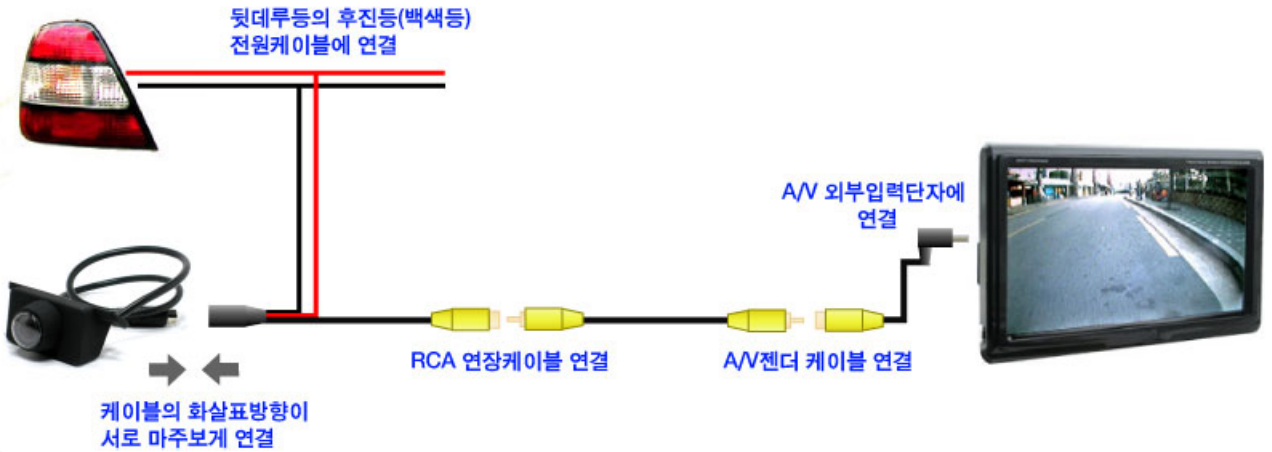 뒷데루등의 후진등(백색등)
전원케이블에 연결
A/V 외부입력단자에
연결
RCA 연장케이블 연결
A/V젠더 케이블 연결
케이블의 화살표방향이
서로 마주보게 연결